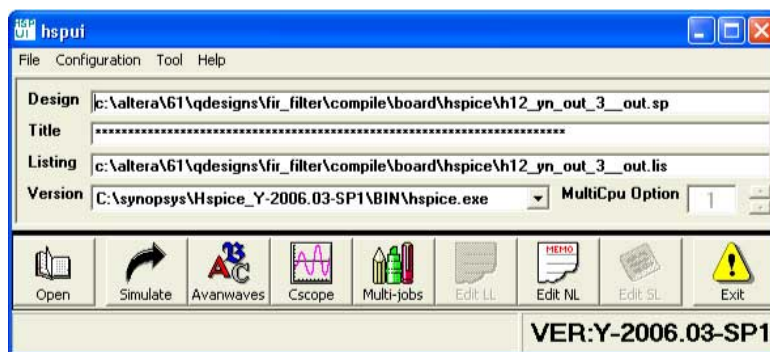 hspui
File Configuration Tool Help
Design c:\altera\61\qdesigns\fir_filter\compile\board\hspice\h12_yn_out_3__out.sp
Title ************************************************************************
Listing c:\altera\61\qdesigns\fir_filter\compile\board\hspice\h12_yn_out_3__out.lis
Version C:\synopsys\Hspice_Y-2006.03-SP1\BIN\hspice.exe MultiCpu Option 1
MEMO
Open Simulate Avanwaves Cscope Multi-jobs Edit LL Edit NL Edit SL Exit
VER:Y-2006.03-SP1